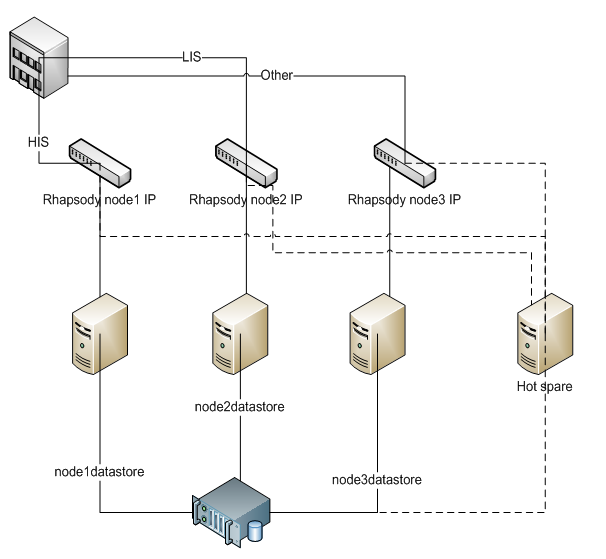 LIS
Other
HIS
Rhapsody node1 IP
Rhapsody node2 IP
Rhapsody node3 IP
Hot spare
node2datastore
node1datastore
node3datastore